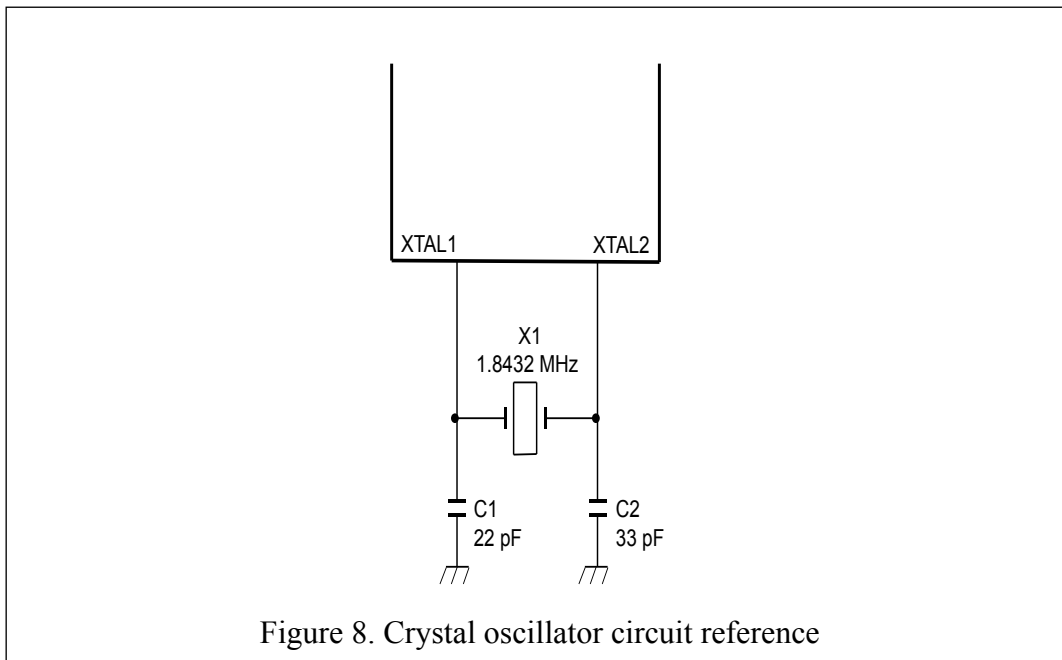 XTAL1
XTAL2
X1
1.8432 MHz
C1
22 pF
C2
33 pF
Figure 8. Crystal oscillator circuit reference